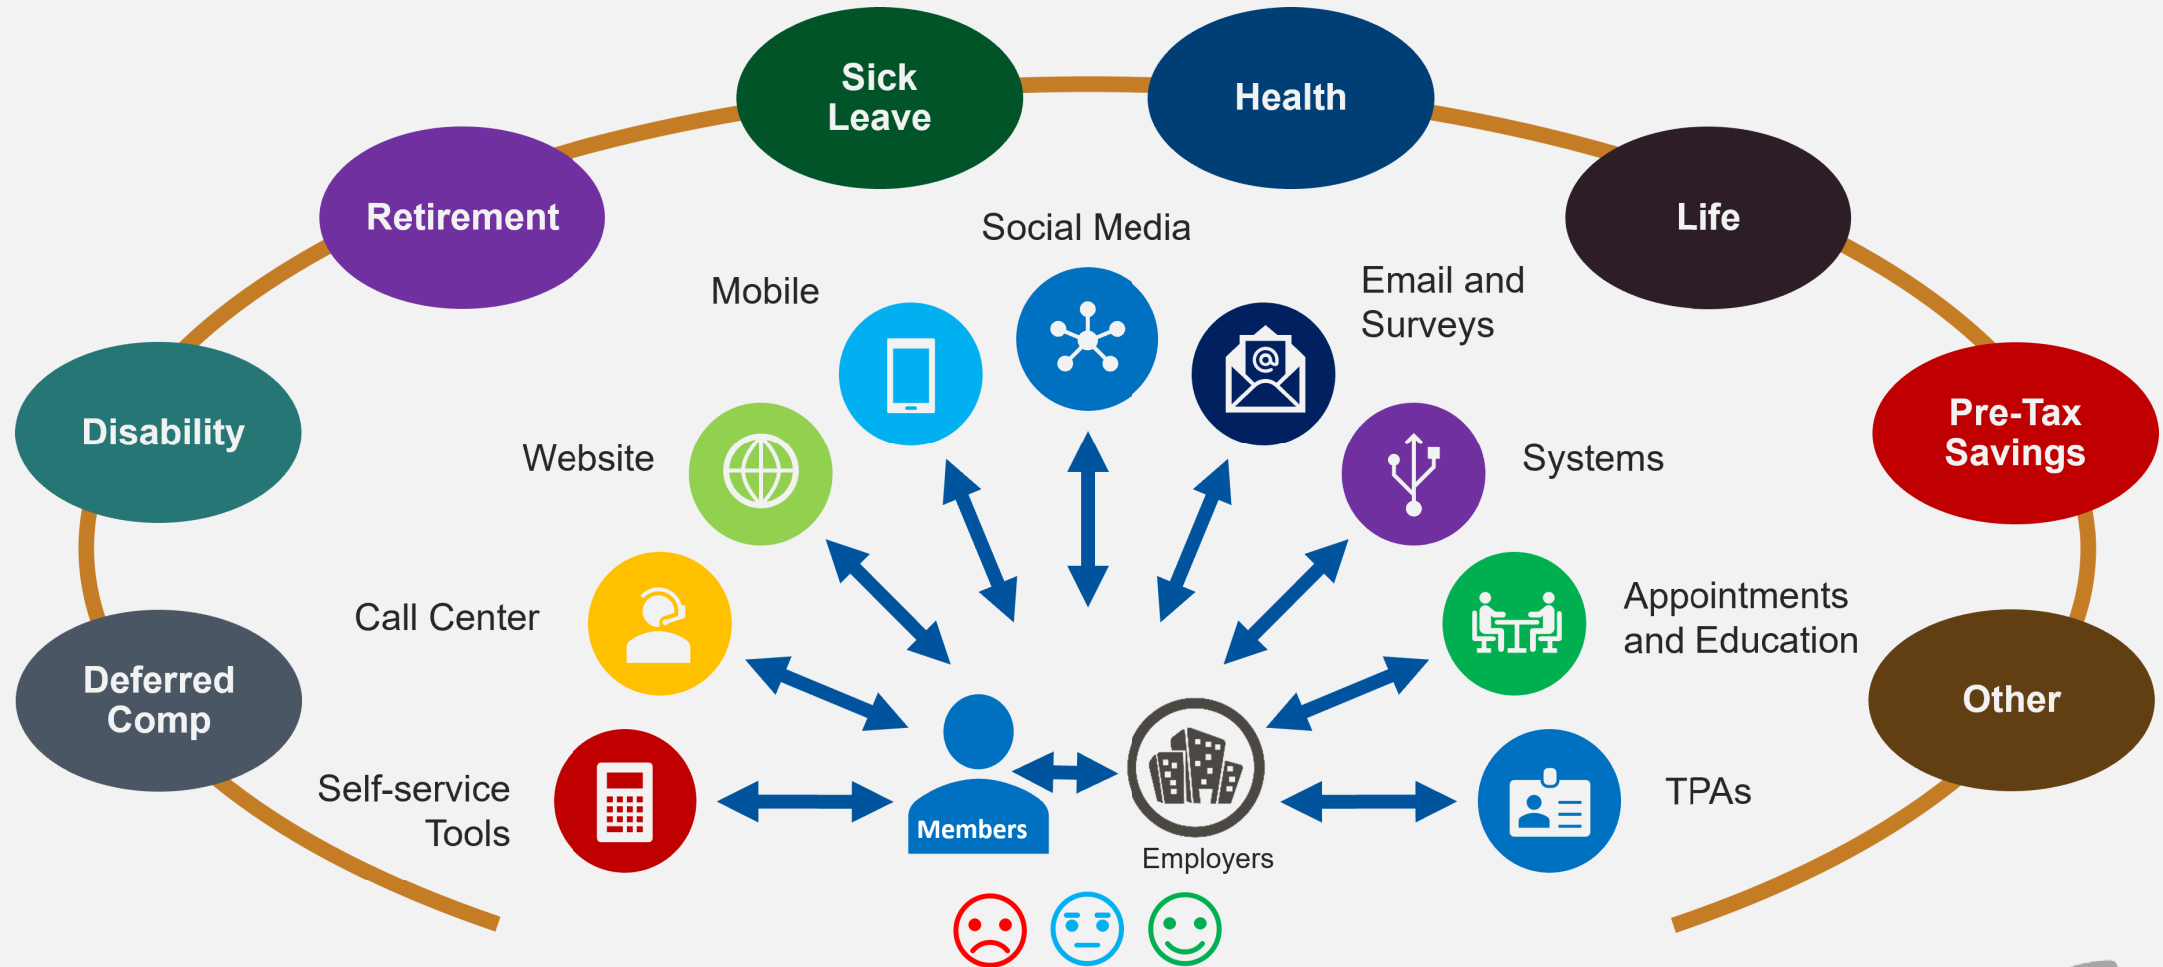 Sick
Leave
Health
Retirement
Life
Social Media
Mobile
Email and
Surveys
Disability
Website
Systems
Pre-Tax
Savings
Call Center
Appointments
and Education
Deferred
Comp
Other
Self-service
Tools
TPAs
Members
Employers